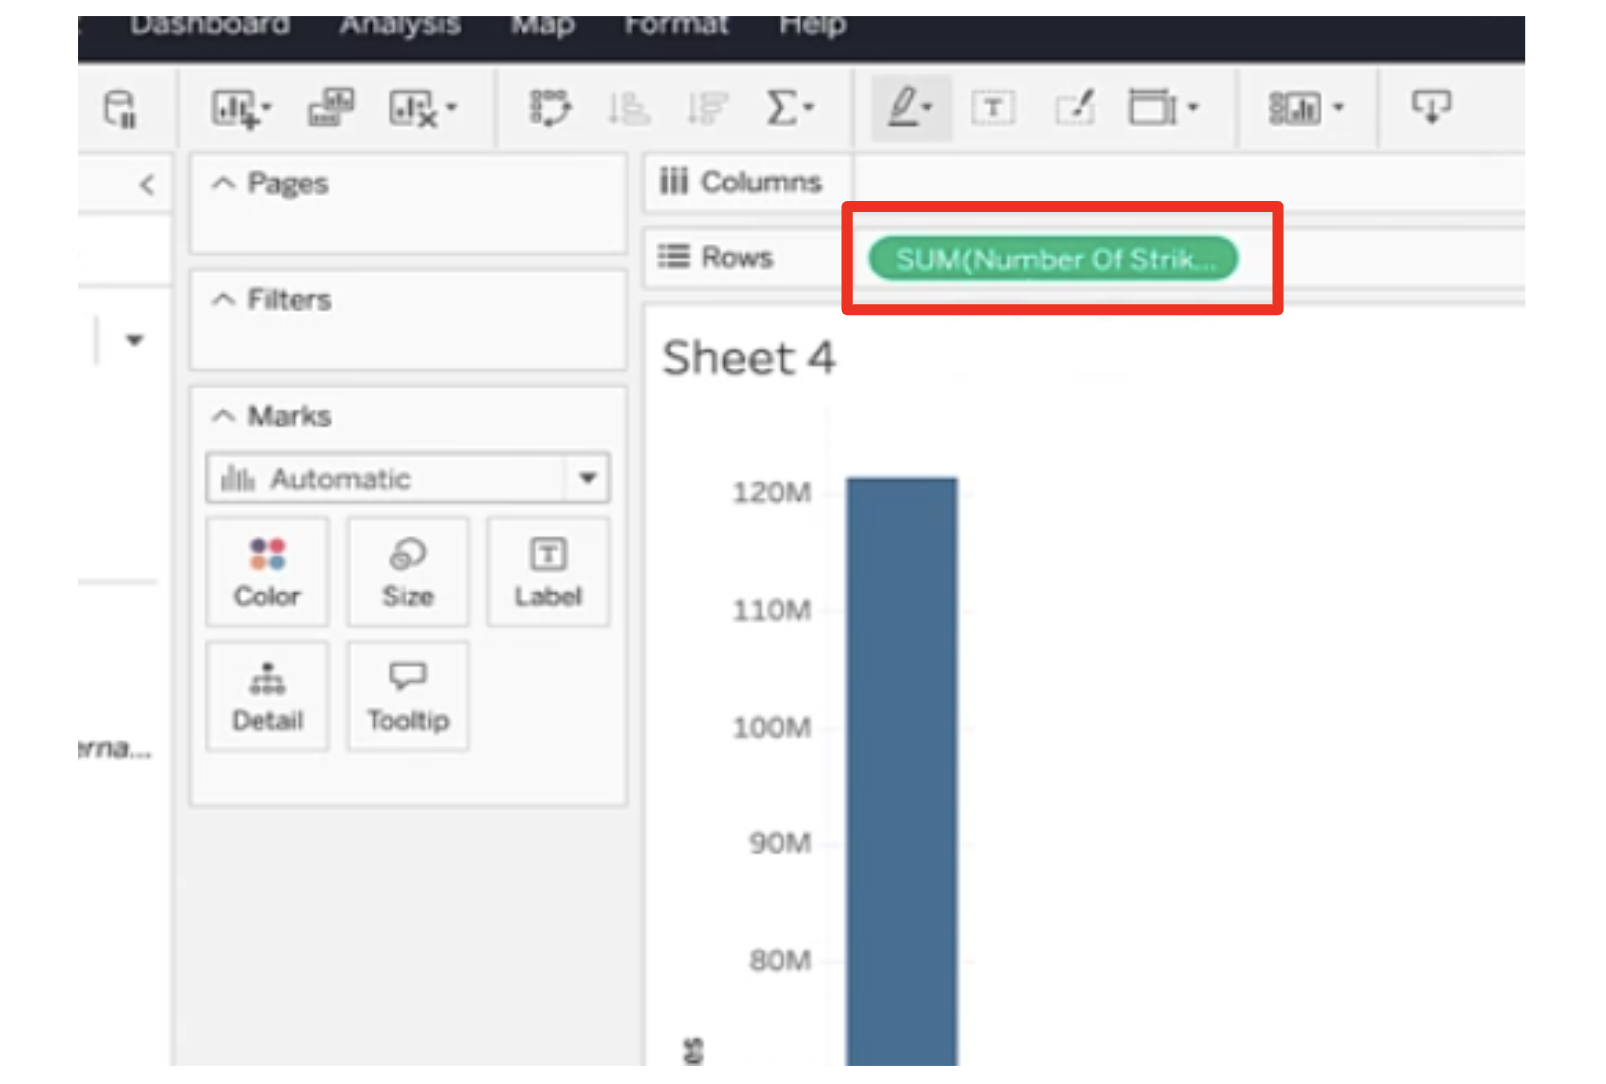 Dashboard Analysis Map Format Help
Pages
Columns
Rows
SUM(Number Of Strik...
Filters
Sheet 4
Marks
Automatic
Color Size Label
Detail Tooltip
erna...
120M
110M
100M
90M
80M
es